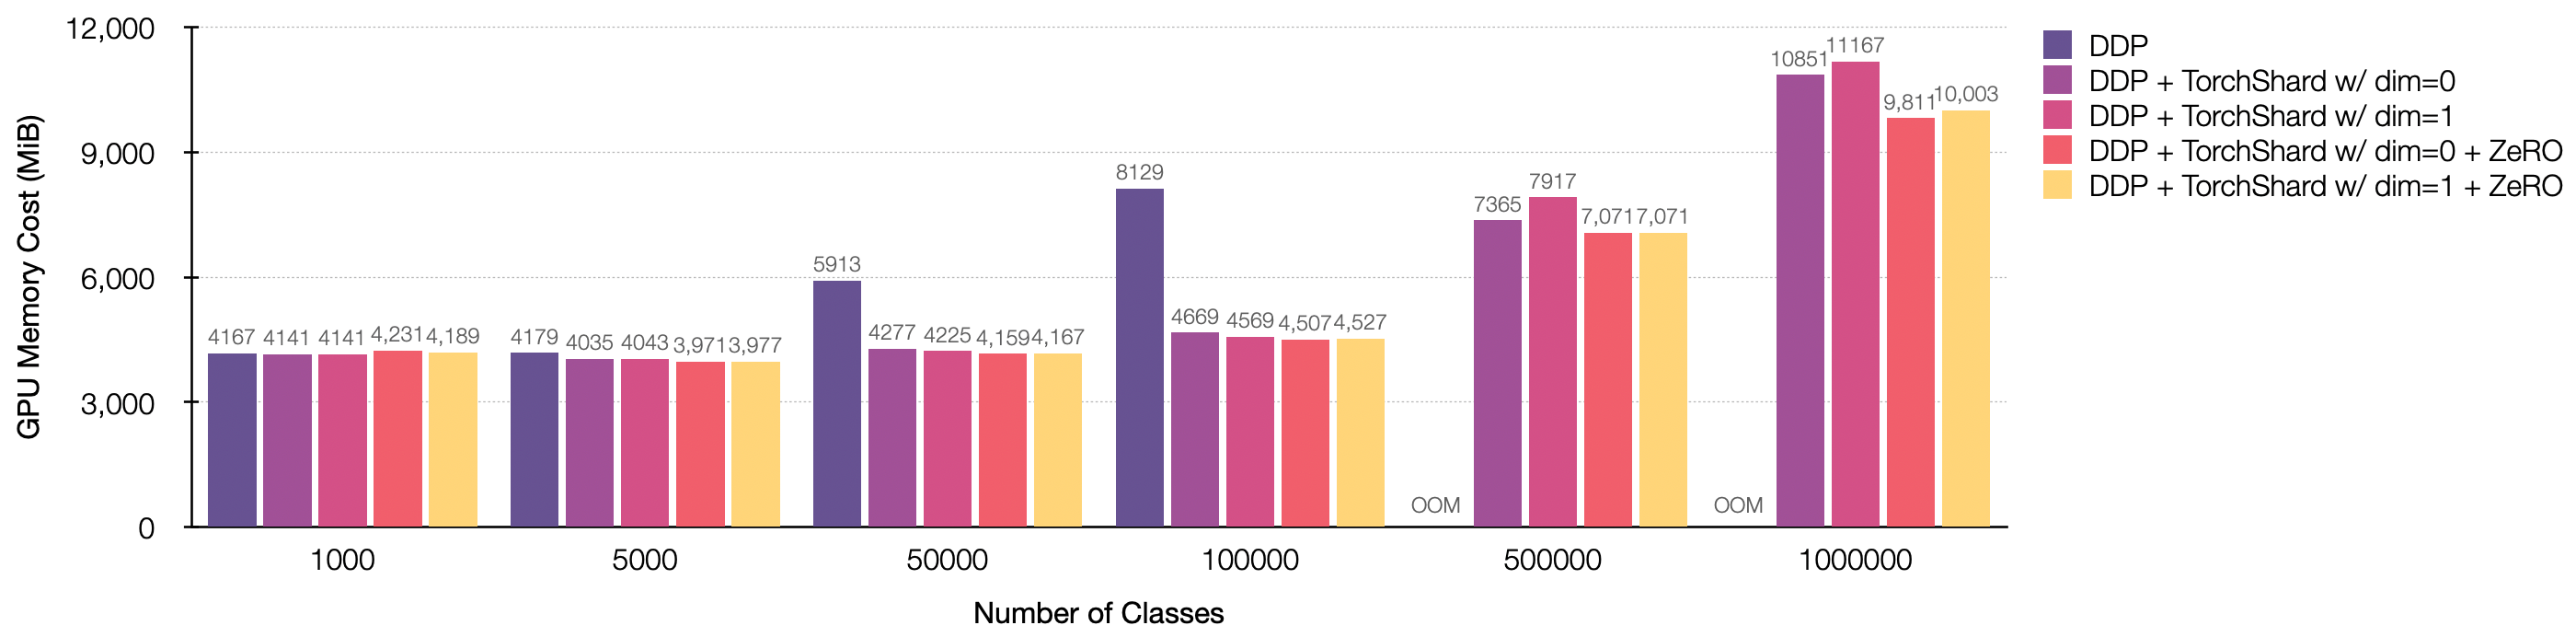 12,000
9,000
6,000
3,000
0
GPU Memory Cost (MiB)
4167 4141 4141 4,231 4,189
4179 4035 4043 3,971 3,977
5913 4277 4225 4,159 4,167
8129 4669 4569 4,507 4,527
OOM 7365 7917 7,071 7,071
OOM 10851 11167 9,811 10,003
1000 5000 50000 100000 500000 1000000
Number of Classes
DDP
DDP + TorchShard w/ dim=0
DDP + TorchShard w/ dim=1
DDP + TorchShard w/ dim=0 + ZeRO
DDP + TorchShard w/ dim=1 + ZeRO